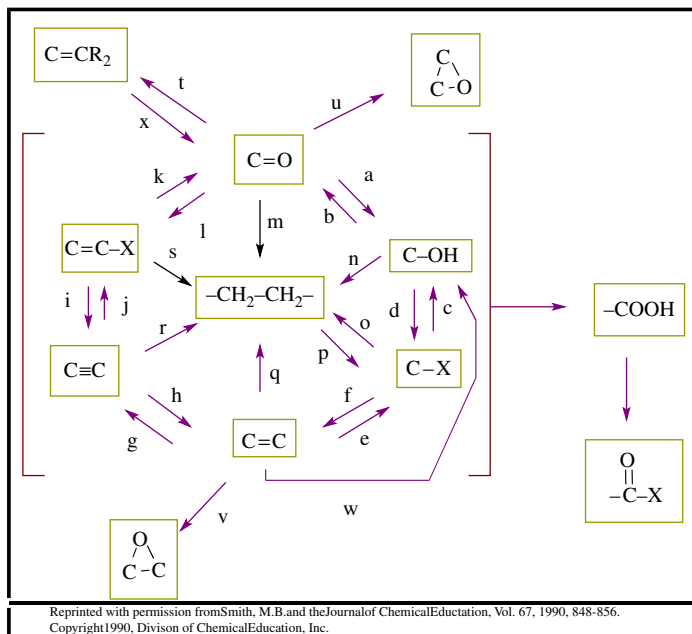 C=CR2
t
x
u
C
C-O
C=O
k
l
a
b
m
C=C–X
s
n
C–OH
–CH2–CH2–
i
j
r
d
c
o
p
–COOH
C≡C
C–X
q
h
g
f
e
C=C
O
–C–X
v
w
O
C-C
Reprinted with permission fromSmith, M.B.and theJournalof ChemicalEductation, Vol. 67, 1990, 848-856.
Copyright1990, Divison of ChemicalEducation, Inc.